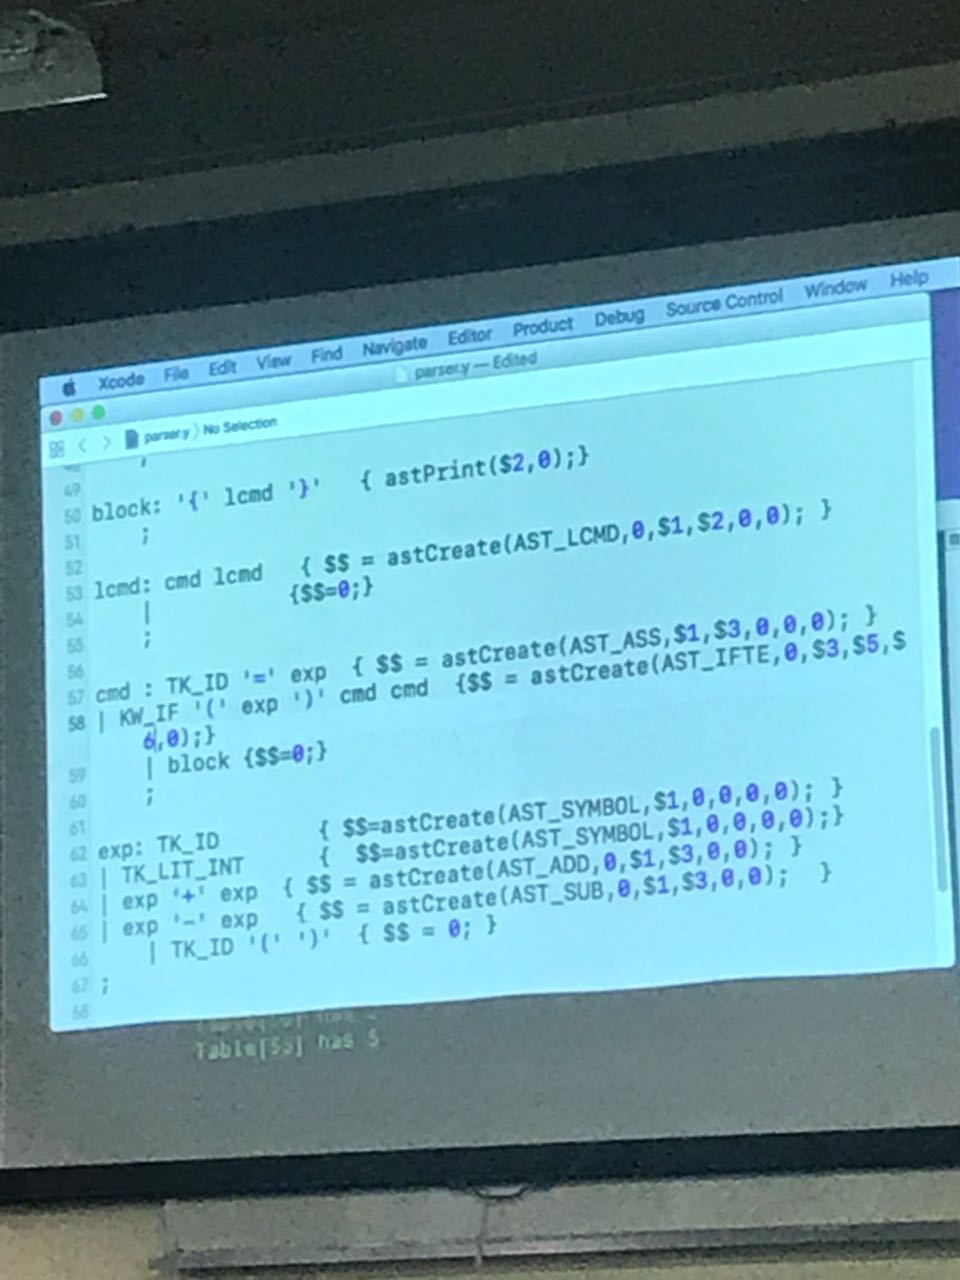 Xcode File Edit View Find Navigate Editor Product Debug Source Control Window Help
parser.y — Edited
parser.y No Selection
49
50 block: '{' lcmd '}' { astPrint($2,0);}
51 ;
52
53 lcmd: cmd lcmd { $$ = astCreate(AST_LCMD,0,$1,$2,0,0); }
54 | {$$=0;}
55 ;
56
57 cmd : TK_ID '=' exp { $$ = astCreate(AST_ASS,$1,$3,0,0,0); }
58 | KW_IF '(' exp ')' cmd cmd {$$ = astCreate(AST_IFTE,0,$3,$5,$
6,0);}
59 | block {$$=0;}
60 ;
61
62 exp: TK_ID { $$=astCreate(AST_SYMBOL,$1,0,0,0,0); }
63 | TK_LIT_INT { $$=astCreate(AST_SYMBOL,$1,0,0,0,0);}
64 | exp '+' exp { $$ = astCreate(AST_ADD,0,$1,$3,0,0); }
65 | exp '-' exp { $$ = astCreate(AST_SUB,0,$1,$3,0,0); }
66 | TK_ID '(' ')' { $$ = 0; }
67 ;
68
has 5